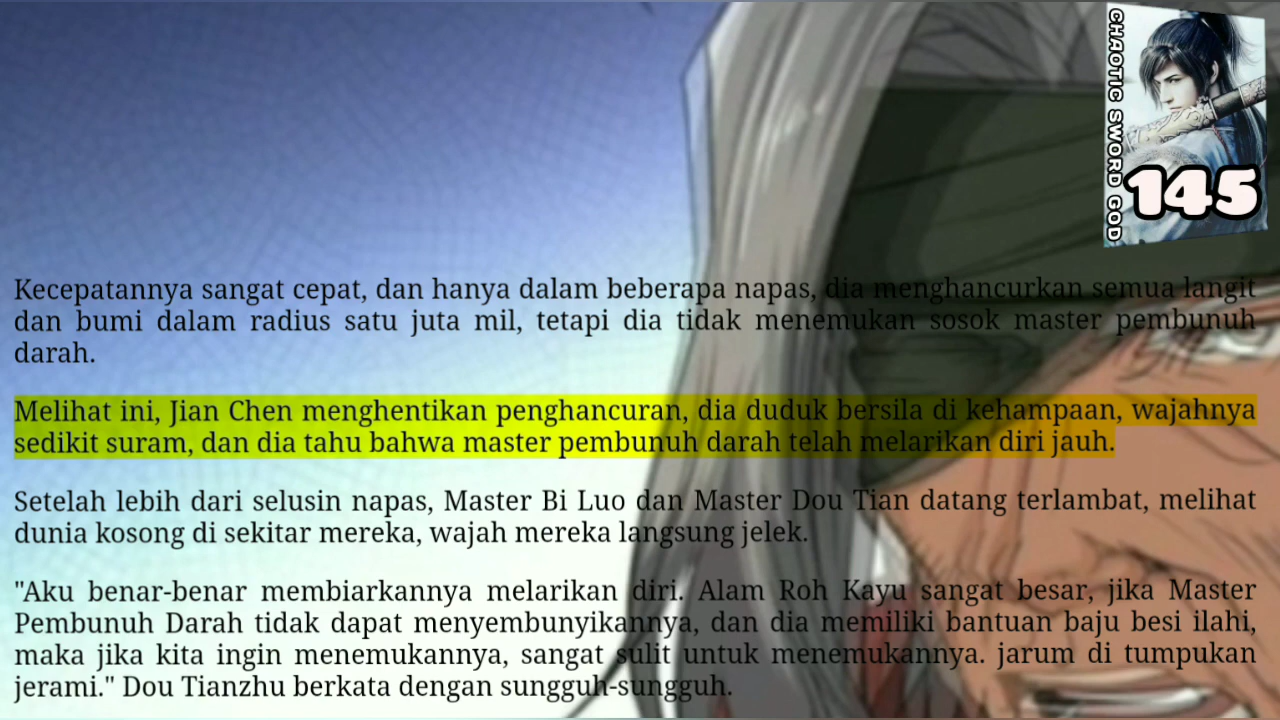 CHAOTIC SWORD GOD
145
Kecepatannya sangat cepat, dan hanya dalam beberapa napas, dia menghancurkan semua langit
dan bumi dalam radius satu juta mil, tetapi dia tidak menemukan sosok master pembunuh
darah.
Melihat ini, Jian Chen menghentikan penghancuran, dia duduk bersila di kehampaan, wajahnya
sedikit suram, dan dia tahu bahwa master pembunuh darah telah melarikan diri jauh.
Setelah lebih dari selusin napas, Master Bi Luo dan Master Dou Tian datang terlambat, melihat
dunia kosong di sekitar mereka, wajah mereka langsung jelek.
"Aku benar-benar membiarkannya melarikan diri. Alam Roh Kayu sangat besar, jika Master
Pembunuh Darah tidak dapat menyembunyikannya, dan dia memiliki bantuan baju besi ilahi,
maka jika kita ingin menemukannya, sangat sulit untuk menemukannya. jarum di tumpukan
jerami." Dou Tianzhu berkata dengan sungguh-sungguh.